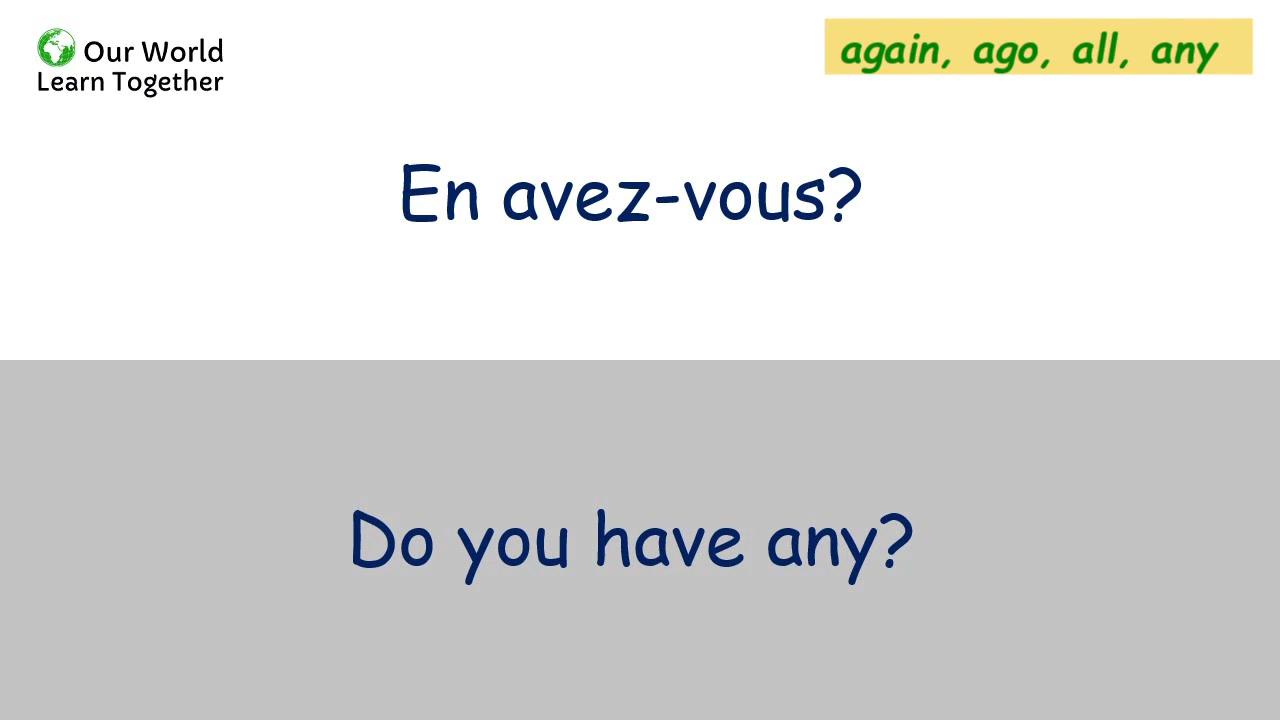 Our World
Learn Together
again, ago, all, any
En avez-vous?
Do you have any?